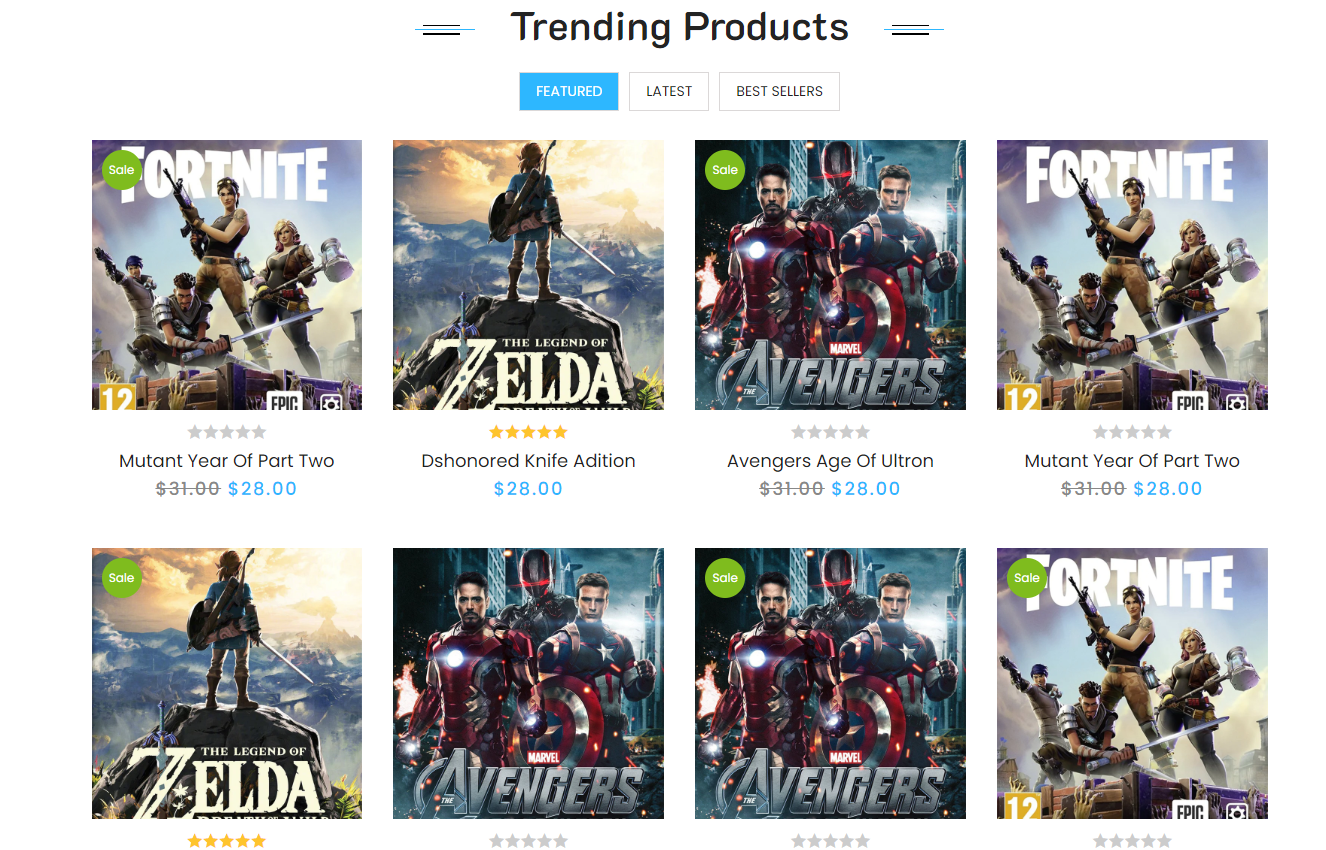 Trending Products
FEATURED LATEST BEST SELLERS
Sale
FORTNITE
12 EPIC
Mutant Year Of Part Two
$31.00 $28.00
THE LEGEND OF
ZELDA
BREATH OF THE WILD
Dshonored Knife Adition
$28.00
Sale
MARVEL
THE AVENGERS
Avengers Age Of Ultron
$31.00 $28.00
FORTNITE
12 EPIC
Mutant Year Of Part Two
$31.00 $28.00
Sale
THE LEGEND OF
ZELDA
MARVEL
THE AVENGERS
Sale
MARVEL
THE AVENGERS
Sale
FORTNITE
12 EPIC